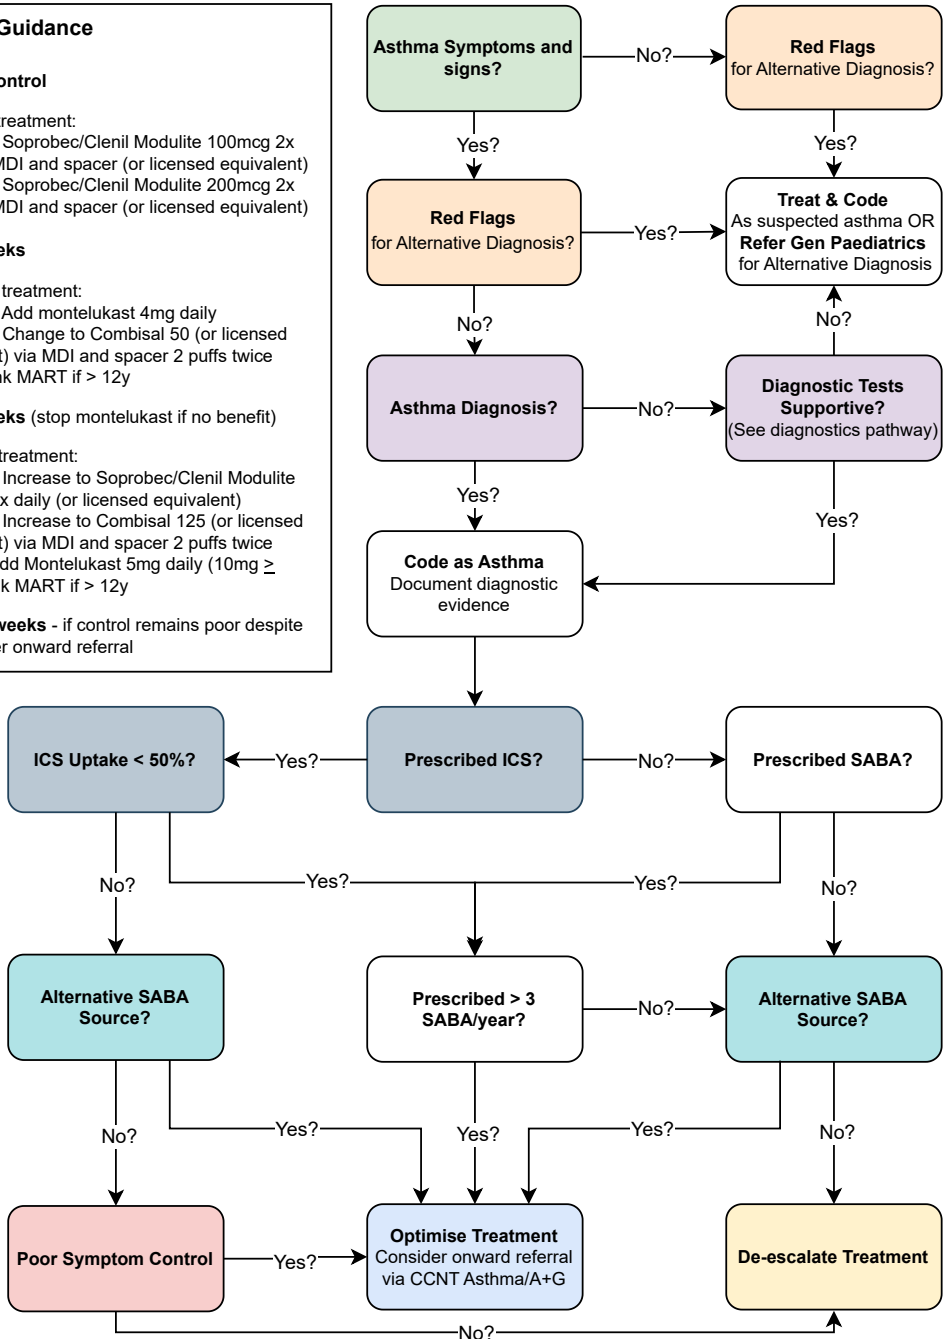 Guidance
ontrol
treatment:
Soprobec/Clenil Modulite 100mcg 2x
MDI and spacer (or licensed equivalent)
Soprobec/Clenil Modulite 200mcg 2x
MDI and spacer (or licensed equivalent)
eks
treatment:
Add montelukast 4mg daily
Change to Combisal 50 (or licensed
t) via MDI and spacer 2 puffs twice
nk MART if > 12y
eks (stop montelukast if no benefit)
treatment:
Increase to Soprobec/Clenil Modulite
x daily (or licensed equivalent)
Increase to Combisal 125 (or licensed
t) via MDI and spacer 2 puffs twice
dd Montelukast 5mg daily (10mg ≥
k MART if > 12y
weeks - if control remains poor despite
er onward referral
Asthma Symptoms and
signs?
No?
Red Flags
for Alternative Diagnosis?
Yes?
Yes?
Red Flags
for Alternative Diagnosis?
Yes?
Treat & Code
As suspected asthma OR
Refer Gen Paediatrics
for Alternative Diagnosis
No?
No?
Asthma Diagnosis?
No?
Diagnostic Tests
Supportive?
(See diagnostics pathway)
Yes?
Yes?
Code as Asthma
Document diagnostic
evidence
ICS Uptake < 50%?
Yes?
Prescribed ICS?
No?
Prescribed SABA?
No?
Yes?
Yes?
No?
Alternative SABA
Source?
Prescribed > 3
SABA/year?
No?
Alternative SABA
Source?
No?
Yes?
Yes?
Yes?
No?
Poor Symptom Control
Yes?
Optimise Treatment
Consider onward referral
via CCNT Asthma/A+G
De-escalate Treatment
No?